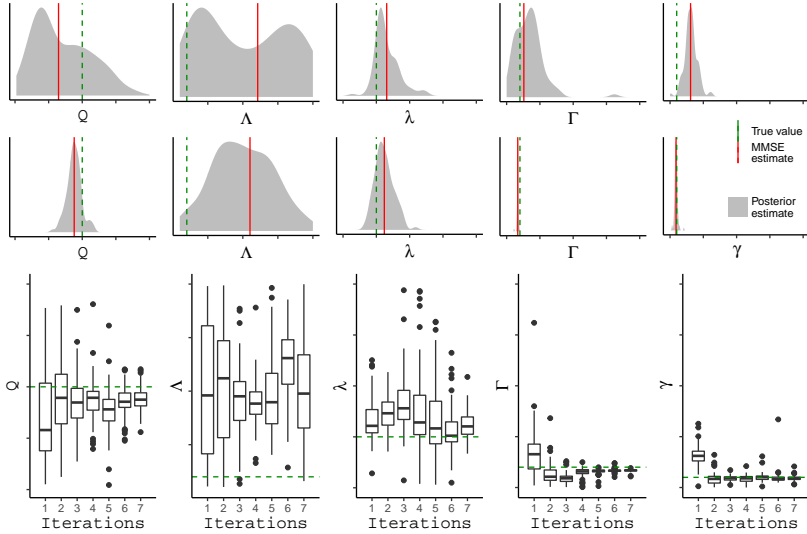 Q Λ λ Γ γ
True value
MMSE
estimate
Posterior
estimate
Q Λ λ Γ γ
Q Λ λ Γ γ
1 2 3 4 5 6 7 1 2 3 4 5 6 7 1 2 3 4 5 6 7 1 2 3 4 5 6 7 1 2 3 4 5 6 7
Iterations Iterations Iterations Iterations Iterations